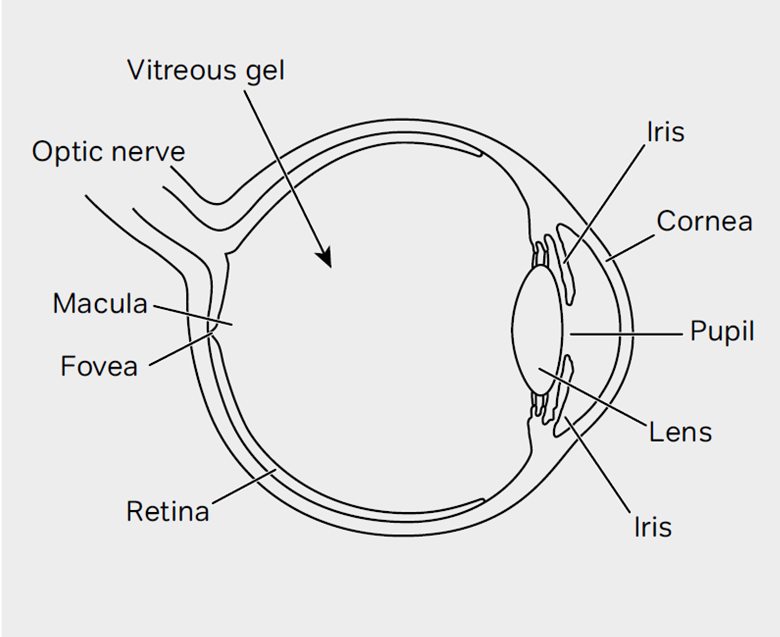 Vitreous gel
Iris
Optic nerve
Cornea
Macula
Pupil
Fovea
Lens
Retina
Iris